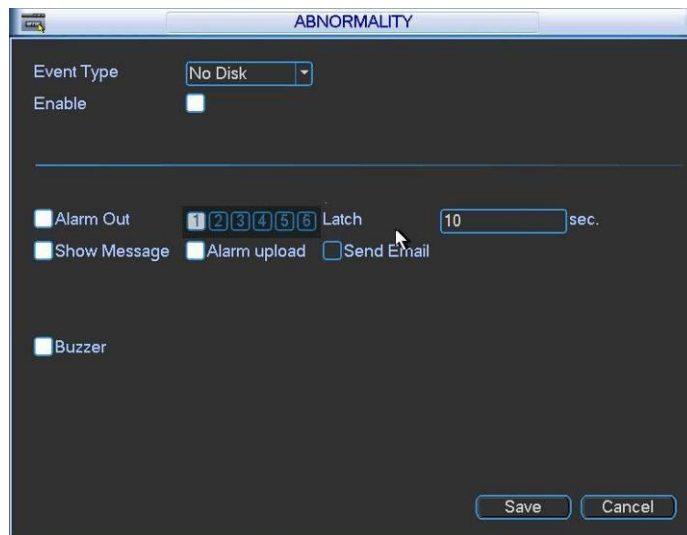 ABNORMALITY
Event Type No Disk
Enable
Alarm Out 1 2 3 4 5 6 Latch 10 sec.
Show Message Alarm upload Send Email
Buzzer
Save Cancel